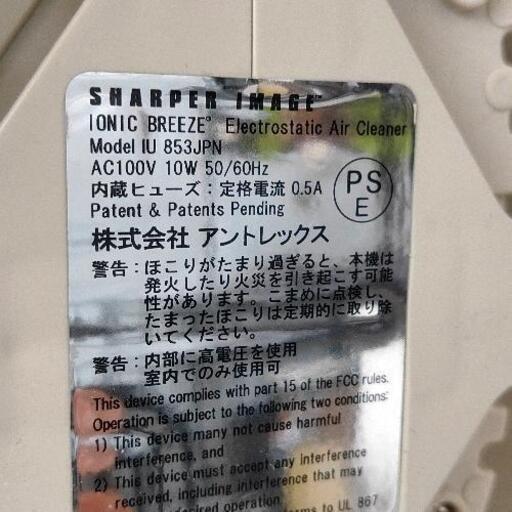 SHARPER IMAGE™
IONIC BREEZE® Electrostatic Air Cleaner
Model IU 853JPN
AC100V 10W 50/60Hz
内蔵ヒューズ：定格電流 0.5A
PS
E
Patent & Patents Pending
株式会社 アントレックス
警告：ほこりがたまり過ぎると、本機は
発火したり火災を引き起こす可能
性があります。こまめに点検し、
たまったほこりは定期的に取り除
いてください。
警告：内部に高電圧を使用
室内でのみ使用可
This device complies with part 15 of the FCC rules.
Operation is subject to the following two conditions:
1) This device many not cause harmful
interference, and
2) This device must accept any interference
received, including interference that may
desired operation.
to UL 867